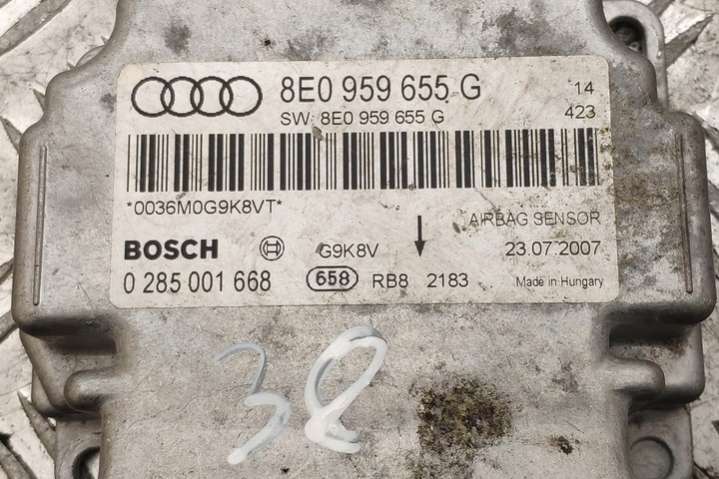 8E0 959 655 G 14
SW: 8E0 959 655 G 423
*0036M0G9K8VT*
AIRBAG SENSOR
BOSCH G9K8V 23.07.2007
0 285 001 668 658 RB8 2183 Made in Hungary
38